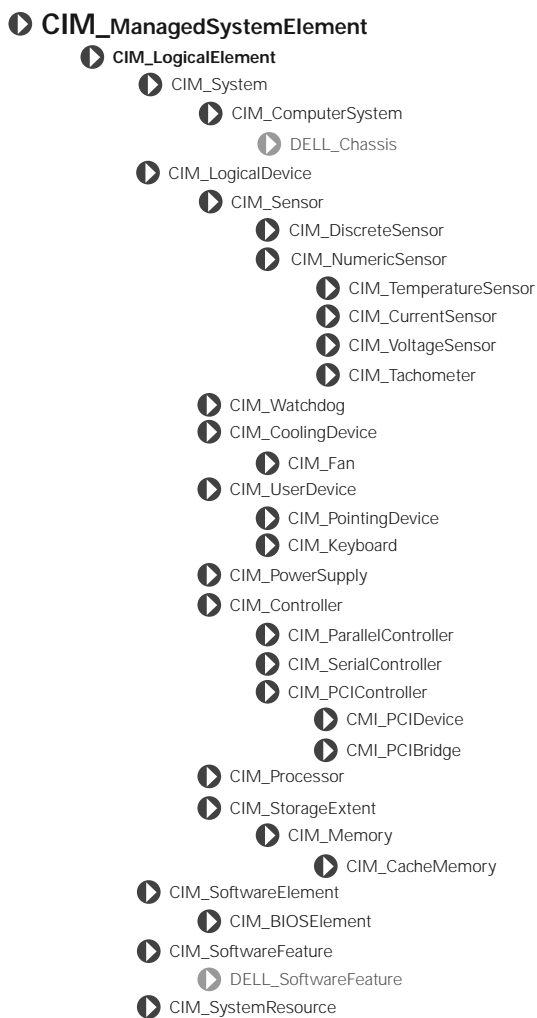 CIM_ManagedSystemElement
CIM_LogicalElement
CIM_System
CIM_ComputerSystem
DELL_Chassis
CIM_LogicalDevice
CIM_Sensor
CIM_DiscreteSensor
CIM_NumericSensor
CIM_TemperatureSensor
CIM_CurrentSensor
CIM_VoltageSensor
CIM_Tachometer
CIM_Watchdog
CIM_CoolingDevice
CIM_Fan
CIM_UserDevice
CIM_PointingDevice
CIM_Keyboard
CIM_PowerSupply
CIM_Controller
CIM_ParallelController
CIM_SerialController
CIM_PCIController
CMI_PCIDevice
CMI_PCIBridge
CIM_Processor
CIM_StorageExtent
CIM_Memory
CIM_CacheMemory
CIM_SoftwareElement
CIM_BIOSElement
CIM_SoftwareFeature
DELL_SoftwareFeature
CIM_SystemResource